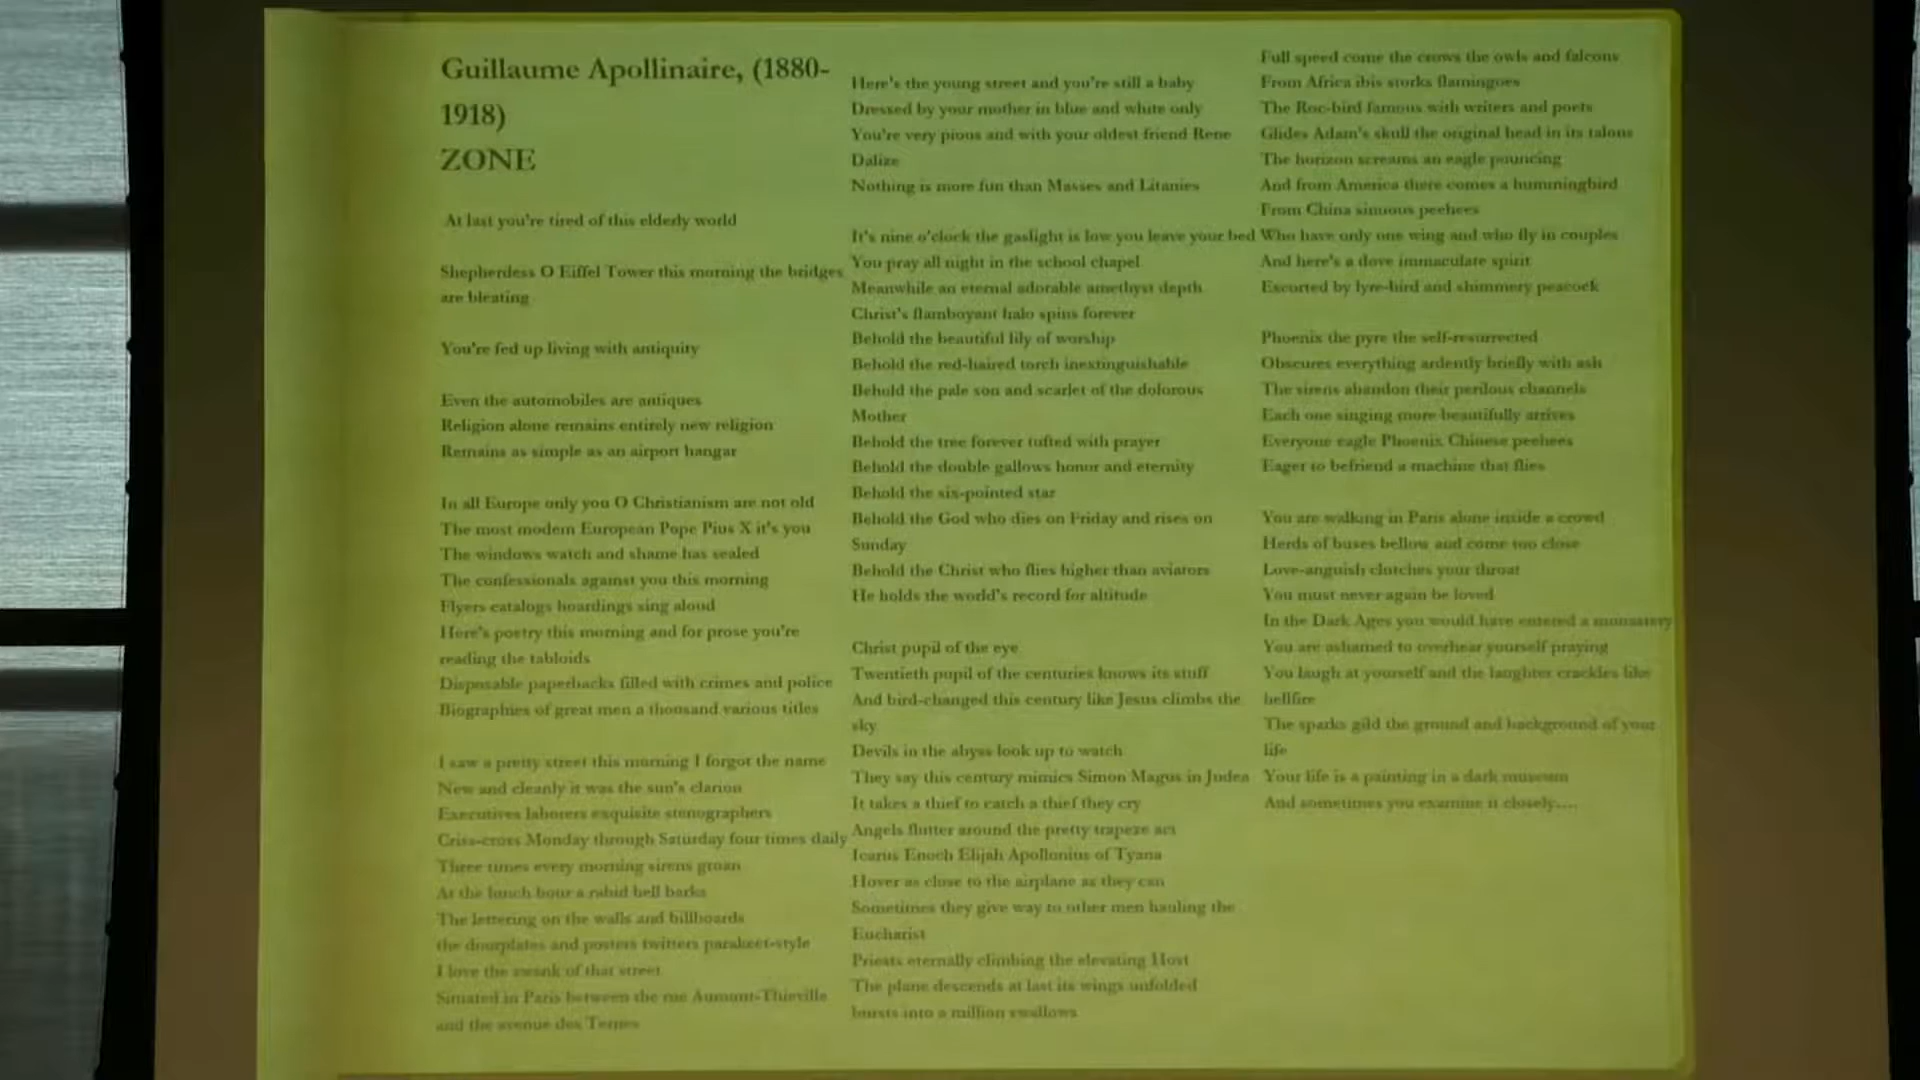 Guillaume Apollinaire, (1880-
1918)
ZONE
At last you're tired of this elderly world
Shepherdess O Eiffel Tower this morning the bridges
are bleating
You're fed up living with antiquity
Even the automobiles are antiques
Religion alone remains entirely new religion
Remains as simple as an airport hangar
In all Europe only you O Christianism are not old
The most modern European Pope Pius X it's you
The windows watch and shame has sealed
The confessionals against you this morning
Flyers catalogs hoardings sing aloud
Here's poetry this morning and for prose you're
reading the tabloids
Disposable paperbacks filled with crimes and police
Biographies of great men a thousand various titles
I saw a pretty street this morning I forgot the name
New and cleanly it was the sun's clarion
Executives laborers exquisite stenographers
Criss-cross Monday through Saturday four times daily
Three times every morning sirens groan
At the lunch hour a rabid bell barks
The lettering on the walls and billboards
the doorplates and posters twitters parakeet-style
I love the swank of that street
Situated in Paris between the rue Aumont-Thieville
and the avenue des Ternes
Here's the young street and you're still a baby
Dressed by your mother in blue and white only
You're very pious and with your oldest friend Rene
Dalize
Nothing is more fun than Masses and Litanies
It's nine o'clock the gaslight is low you leave your bed
You pray all night in the school chapel
Meanwhile an eternal adorable amethyst depth
Christ's flamboyant halo spins forever
Behold the beautiful lily of worship
Behold the red-haired torch inextinguishable
Behold the pale son and scarlet of the dolorous
Mother
Behold the tree forever tufted with prayer
Behold the double gallows honor and eternity
Behold the six-pointed star
Behold the God who dies on Friday and rises on
Sunday
Behold the Christ who flies higher than aviators
He holds the world's record for altitude
Christ pupil of the eye
Twentieth pupil of the centuries knows its stuff
And bird-changed this century like Jesus climbs the
sky
Devils in the abyss look up to watch
They say this century mimics Simon Magus in Judea
It takes a thief to catch a thief they cry
Angels flutter around the pretty trapeze act
Icarus Enoch Elijah Apollonius of Tyana
Hover as close to the airplane as they can
Sometimes they give way to other men hauling the
Eucharist
Priests eternally climbing the elevating Host
The plane descends at last its wings unfolded
bursts into a million swallows
Full speed come the crows the owls and falcons
From Africa ibis storks flamingoes
The Roc-bird famous with writers and poets
Glides Adam's skull the original head in its talons
The horizon screams an eagle pouncing
And from America there comes a hummingbird
From China sinuous peehees
Who have only one wing and who fly in couples
And here's a dove immaculate spirit
Escorted by lyre-bird and shimmery peacock
Phoenix the pyre the self-resurrected
Obscures everything ardently briefly with ash
The sirens abandon their perilous channels
Each one singing more beautifully arrives
Everyone eagle Phoenix Chinese peehees
Eager to befriend a machine that flies
You are walking in Paris alone inside a crowd
Herds of buses bellow and come too close
Love-anguish clutches your throat
You must never again be loved
In the Dark Ages you would have entered a monastery
You are ashamed to overhear yourself praying
You laugh at yourself and the laughter crackles like
hellfire
The sparks gild the ground and background of your
life
Your life is a painting in a dark museum
And sometimes you examine it closely....